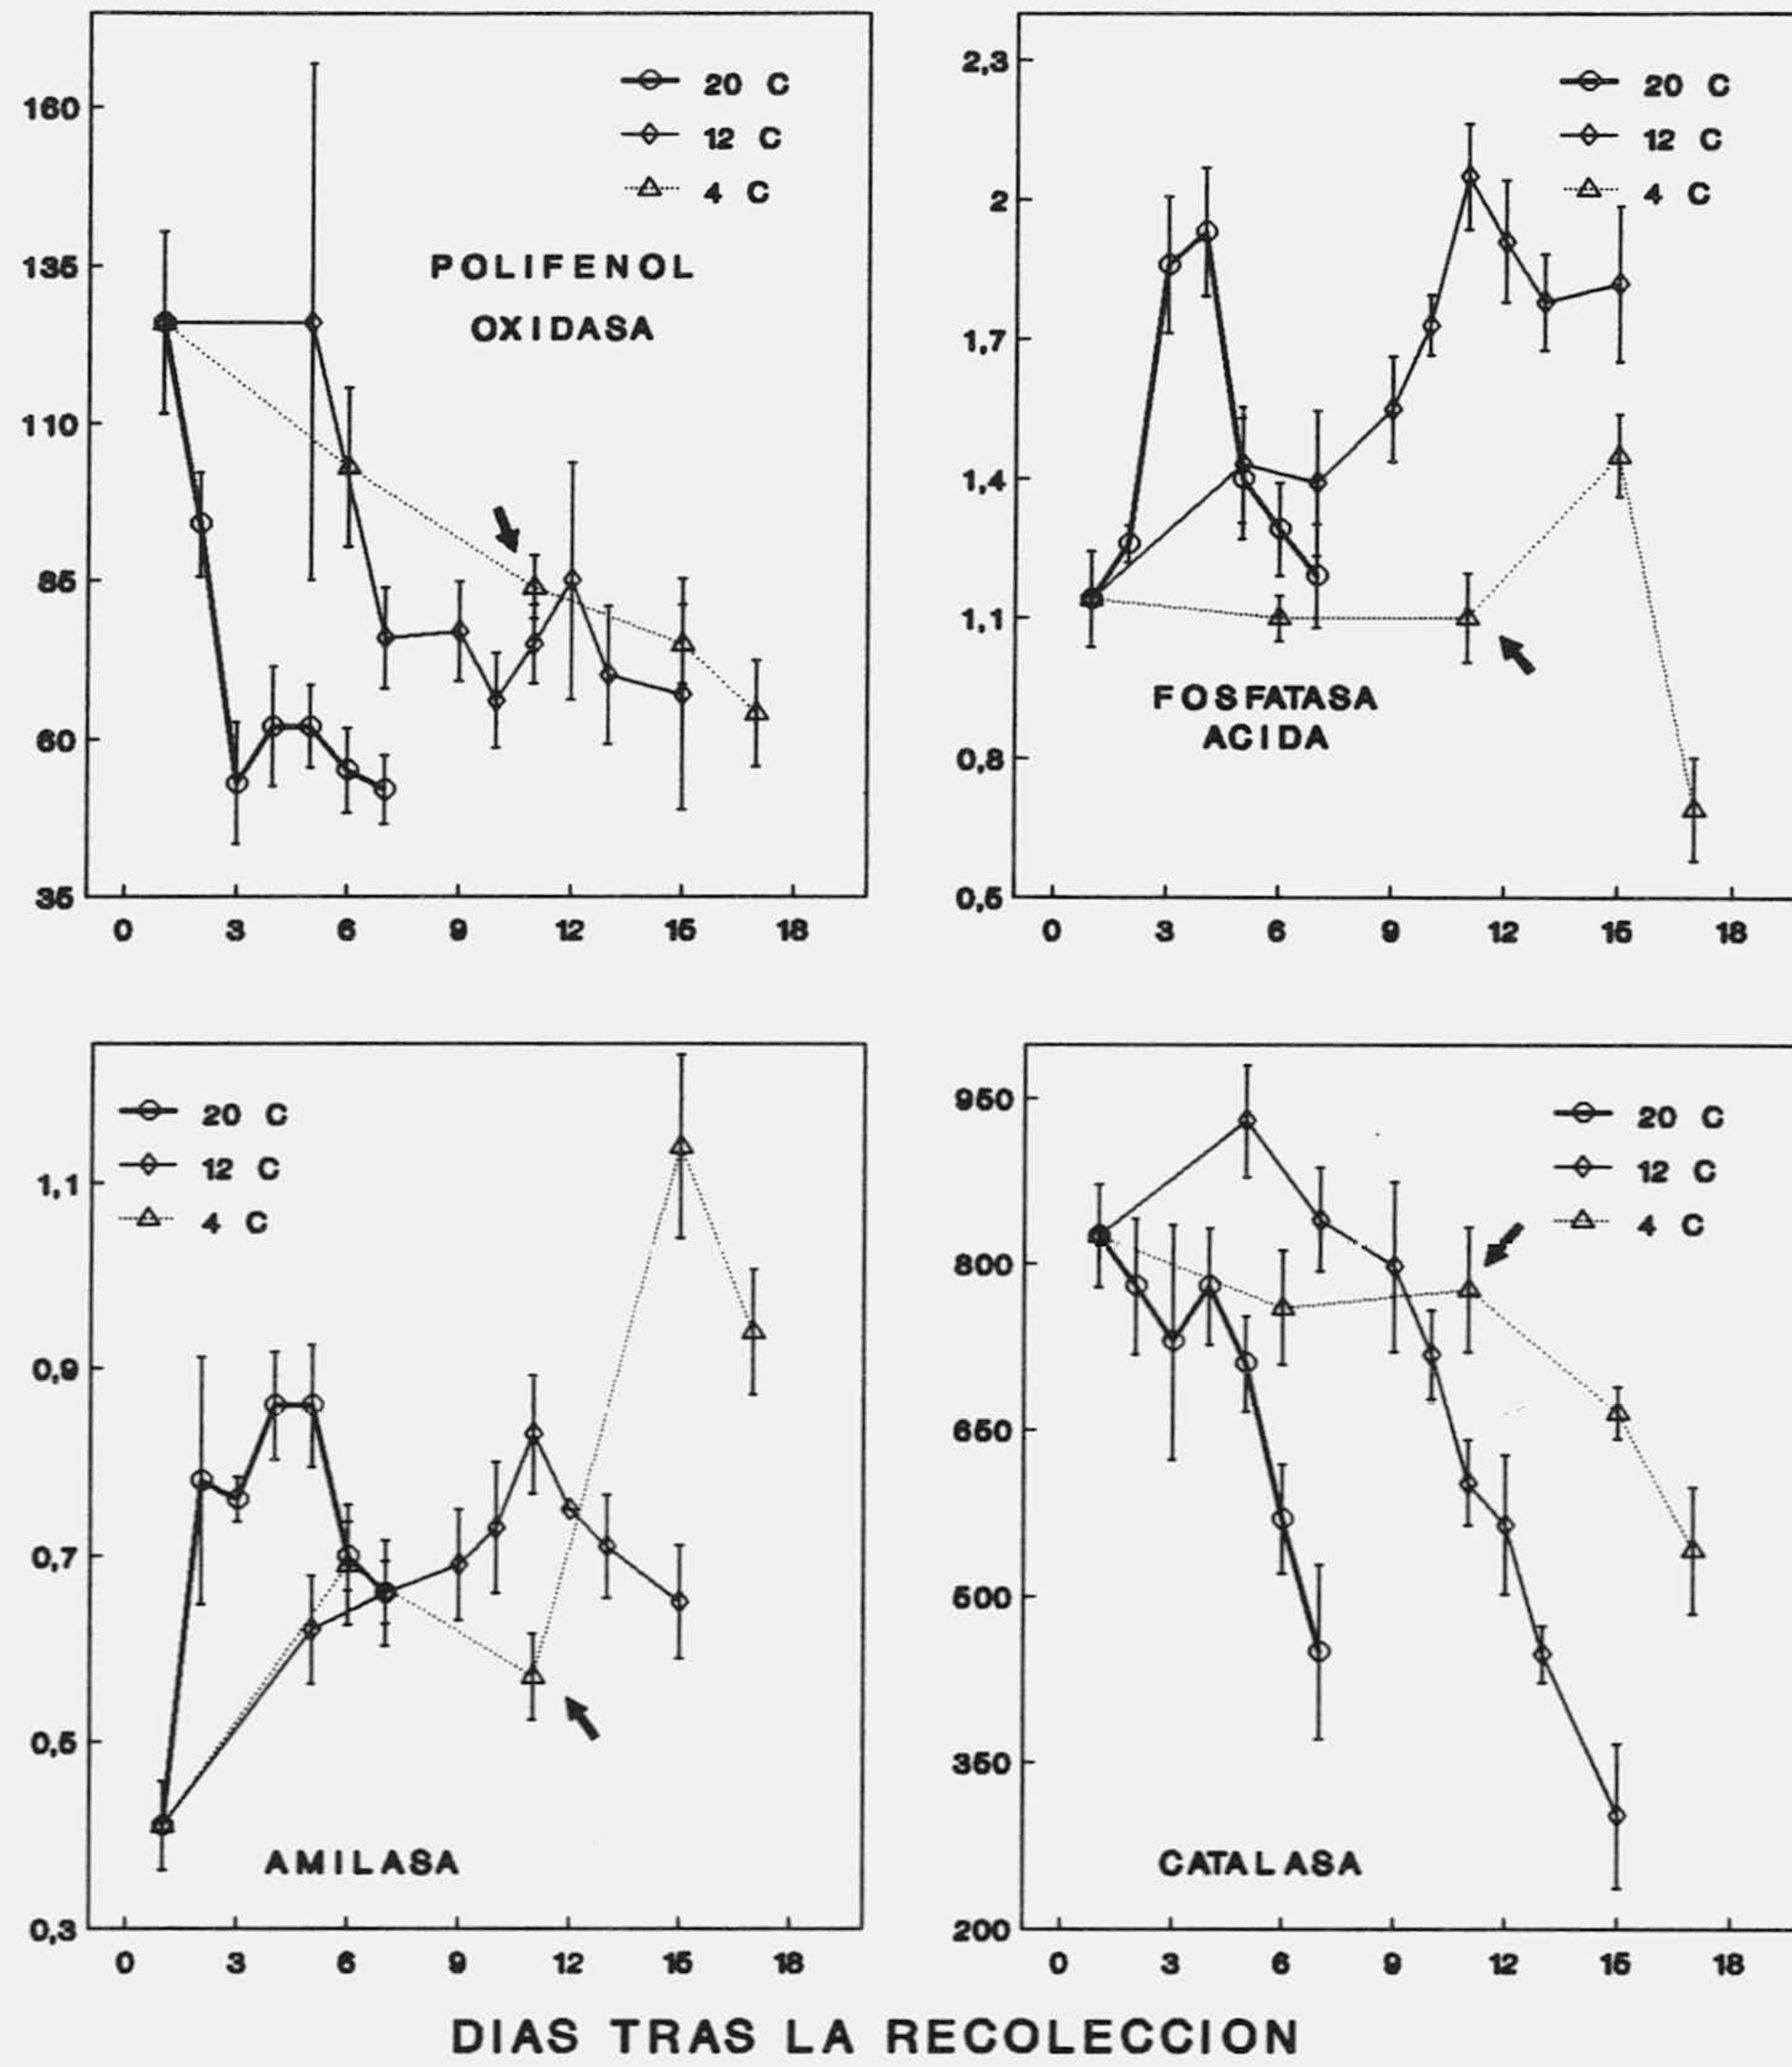 160
135
110
85
60
35
20 C
12 C
4 C
POLIFENOL
OXIDASA
0 3 6 9 12 15 18
2,3
2
1,7
1,4
1,1
0,8
0,5
20 C
12 C
4 C
FOSFATASA
ACIDA
0 3 6 9 12 15 18
1,1
0,9
0,7
0,5
0,3
20 C
12 C
4 C
AMILASA
0 3 6 9 12 15 18
950
800
650
500
350
200
20 C
12 C
4 C
CATALASA
0 3 6 9 12 15 18
DIAS TRAS LA RECOLECCION